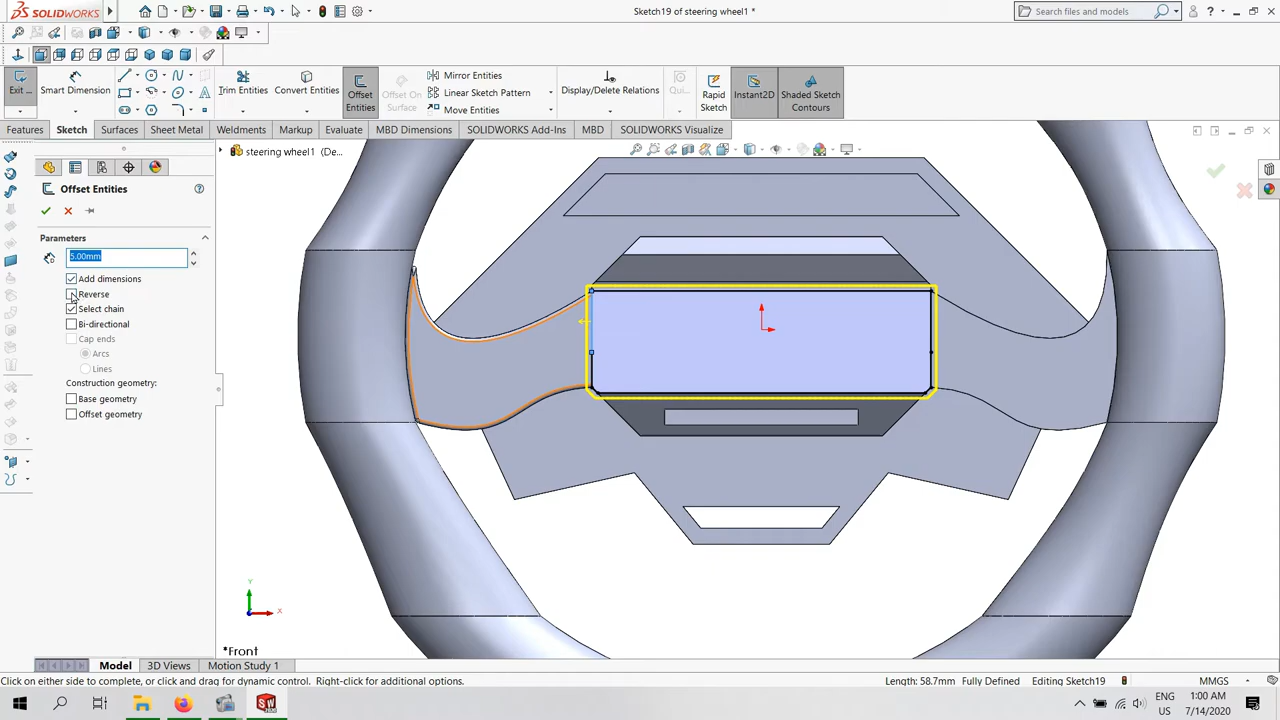 SOLIDWORKS
Sketch19 of steering wheel1 *
Search files and models
Exit ...
Smart Dimension
Trim Entities
Convert Entities
Offset Entities
Offset On Surface
Mirror Entities
Linear Sketch Pattern
Move Entities
Display/Delete Relations
Qui...
Rapid Sketch
Instant2D
Shaded Sketch Contours
Features
Sketch
Surfaces
Sheet Metal
Weldments
Markup
Evaluate
MBD Dimensions
SOLIDWORKS Add-Ins
MBD
SOLIDWORKS Visualize
steering wheel1 (De...
Offset Entities
Parameters
5.00mm
Add dimensions
Reverse
Select chain
Bi-directional
Cap ends
Arcs
Lines
Construction geometry:
Base geometry
Offset geometry
Y
X
*Front
Model
3D Views
Motion Study 1
Click on either side to complete, or click and drag for dynamic control. Right-click for additional options.
Length: 58.7mm Fully Defined Editing Sketch19
MMGS
ENG
US
1:00 AM
7/14/2020